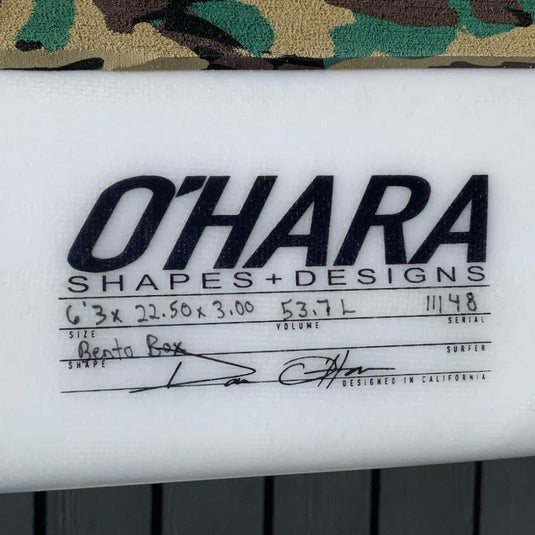 O'HARA
SHAPES+DESIGNS
6'3x 22.50 x 3.00 53.7 L 11148
SIZE VOLUME SERIAL
Bento Box
SHAPE SURFER
DESIGNED IN CALIFORNIA